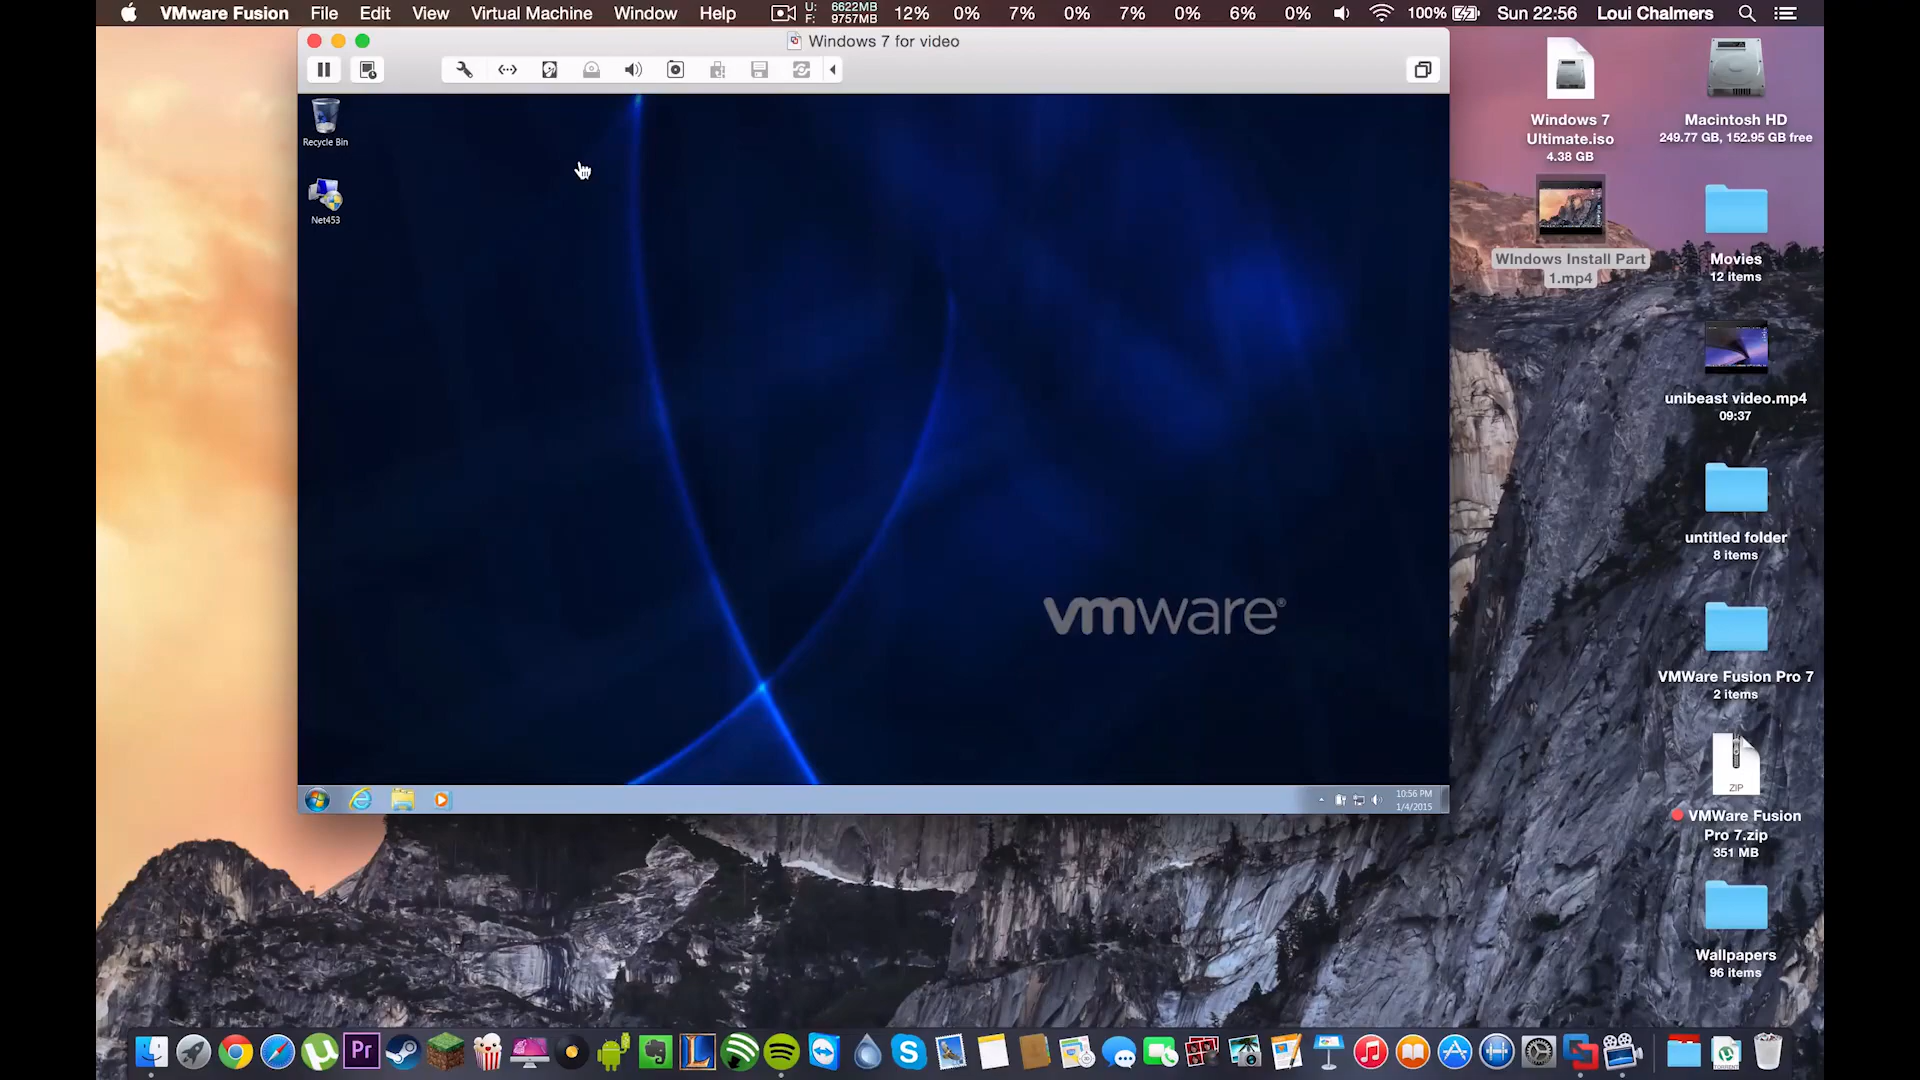 VMware Fusion File Edit View Virtual Machine Window Help U: 6622MB F: 9757MB 12% 0% 7% 0% 7% 0% 6% 0% 100% Sun 22:56 Loui Chalmers
Windows 7 for video
Recycle Bin
Net453
vmware®
10:56 PM
1/4/2015
Windows 7
Ultimate.iso
4.38 GB
WIndows Install Part
1.mp4
Macintosh HD
249.77 GB, 152.95 GB free
Movies
12 items
unibeast video.mp4
09:37
untitled folder
8 items
VMWare Fusion Pro 7
2 items
ZIP
VMWare Fusion
Pro 7.zip
351 MB
Wallpapers
96 items
Pr
TORRENT